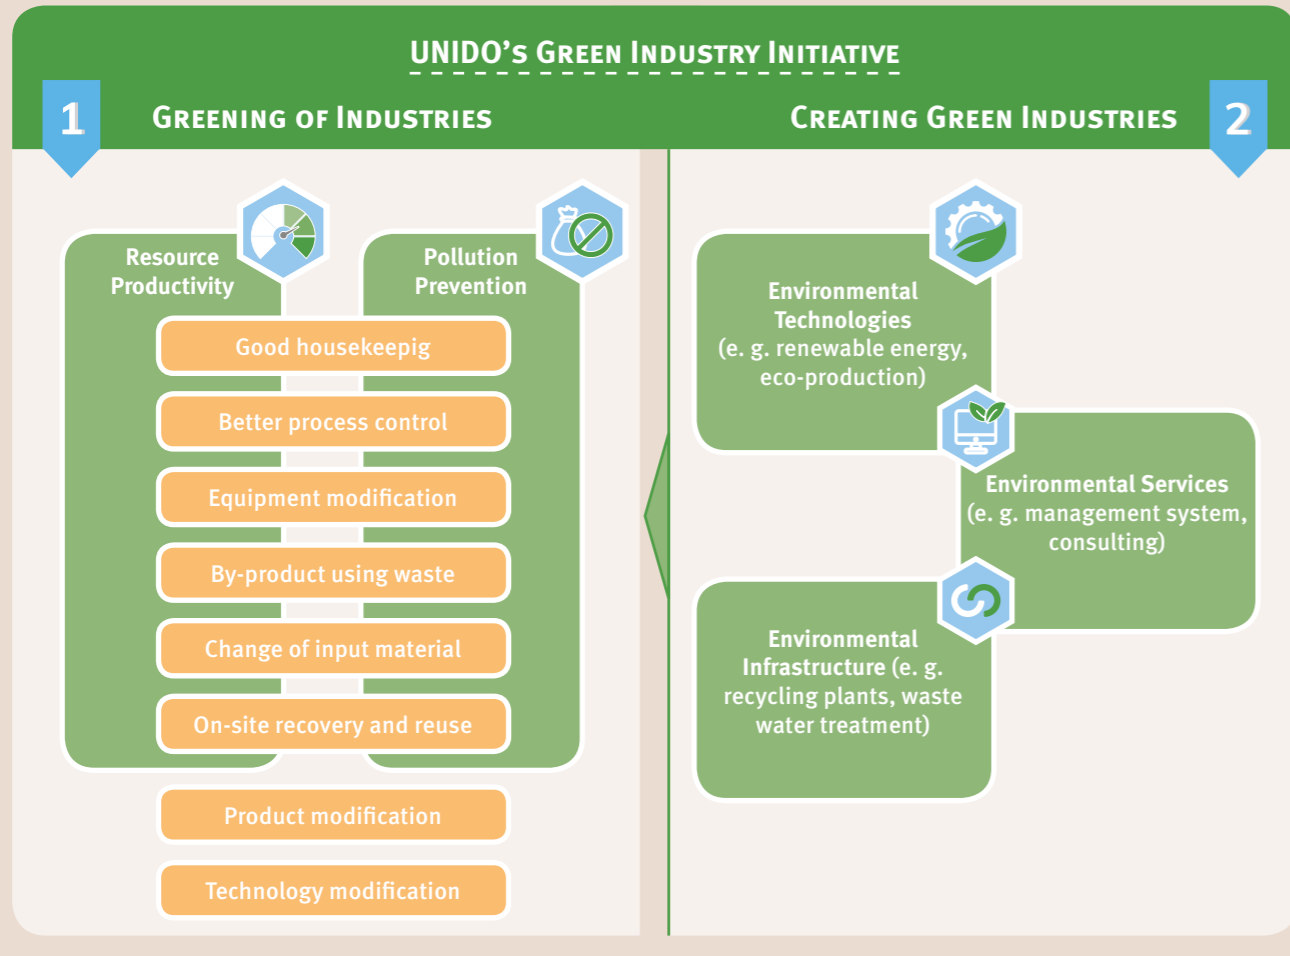 UNIDO's Green Industry Initiative
1
Greening of Industries
Creating Green Industries
2
Resource
Productivity
Pollution
Prevention
Good housekeepig
Better process control
Equipment modification
By-product using waste
Change of input material
On-site recovery and reuse
Product modification
Technology modification
Environmental
Technologies
(e. g. renewable energy,
eco-production)
Environmental Services
(e. g. management system,
consulting)
Environmental
Infrastructure (e. g.
recycling plants, waste
water treatment)